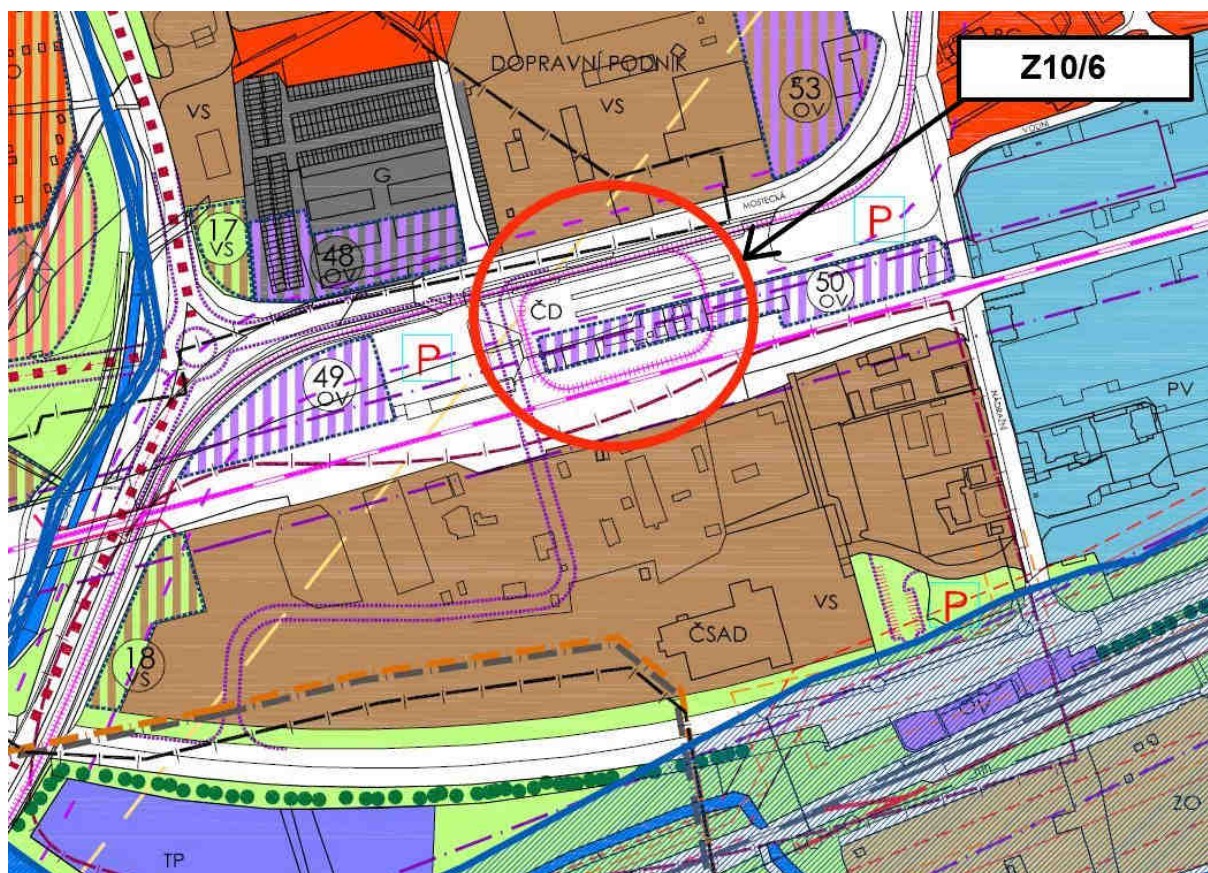 Z10/6
DOPRAVNÍ PODNIK
VS
VS
53
OV
G
17
VS
48
OV
MOSTECKÁ
P
50
OV
ČD
P
49
OV
NÁDRAŽNÍ
PV
VS
P
ČSAD
18
VS
ZO
TP